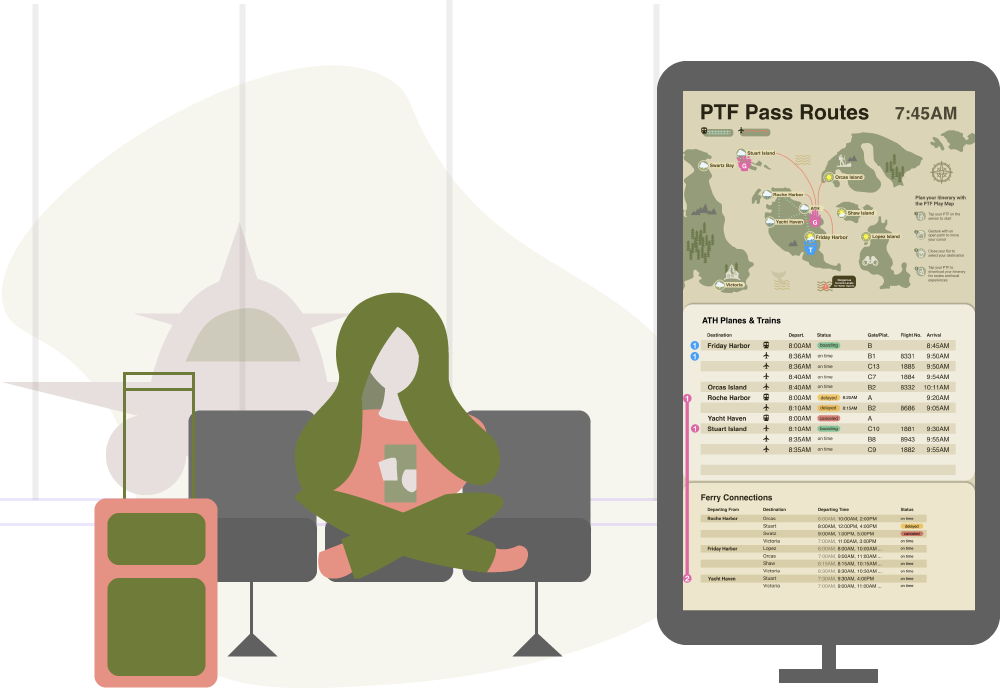 PTF Pass Routes 7:45AM
Stuart Island
Swartz Bay
G
Orcas Island
Roche Harbor
ATH
Shaw Island
Yacht Haven
G
Friday Harbor
Lopez Island
T
Victoria
Plan your itinerary with
the PTF Play Map
ATH Planes & Trains
Destination Depart. Status Gate/Plat. Flight No. Arrival
1 Friday Harbor 8:00AM boarding B 8:45AM
1 8:36AM on time B1 8331 9:50AM
8:36AM on time C13 1885 9:50AM
8:40AM on time C7 1884 9:54AM
Orcas Island 8:40AM on time B2 8332 10:11AM
1 Roche Harbor 8:00AM delayed 8:30AM A 9:20AM
8:10AM delayed 8:15AM B2 8686 9:05AM
Yacht Haven 8:00AM canceled A
1 Stuart Island 8:10AM boarding C10 1881 9:30AM
8:35AM on time B8 8943 9:55AM
8:35AM on time C9 1882 9:55AM
Ferry Connections
Departing From Destination Departing Time Status
Roche Harbor Orcas 6:00AM, 10:00AM, 2:00PM on time
Stuart 8:00AM, 12:00PM, 4:00PM delayed
Swatz 9:00AM, 1:00PM, 5:00PM canceled
Victoria 7:00AM, 11:00AM, 3:00PM on time
Friday Harbor Lopez 6:00AM, 8:00AM, 10:00AM ... on time
Orcas 7:00AM, 9:00AM, 11:00AM ... on time
Shaw 6:15AM, 8:15AM, 10:15AM ... on time
Victoria 6:30AM, 8:30AM, 10:30AM ... on time
2 Yacht Haven Stuart 7:30AM, 9:30AM, 4:00PM on time
Victoria 7:00AM, 9:00AM, 11:00AM ... on time